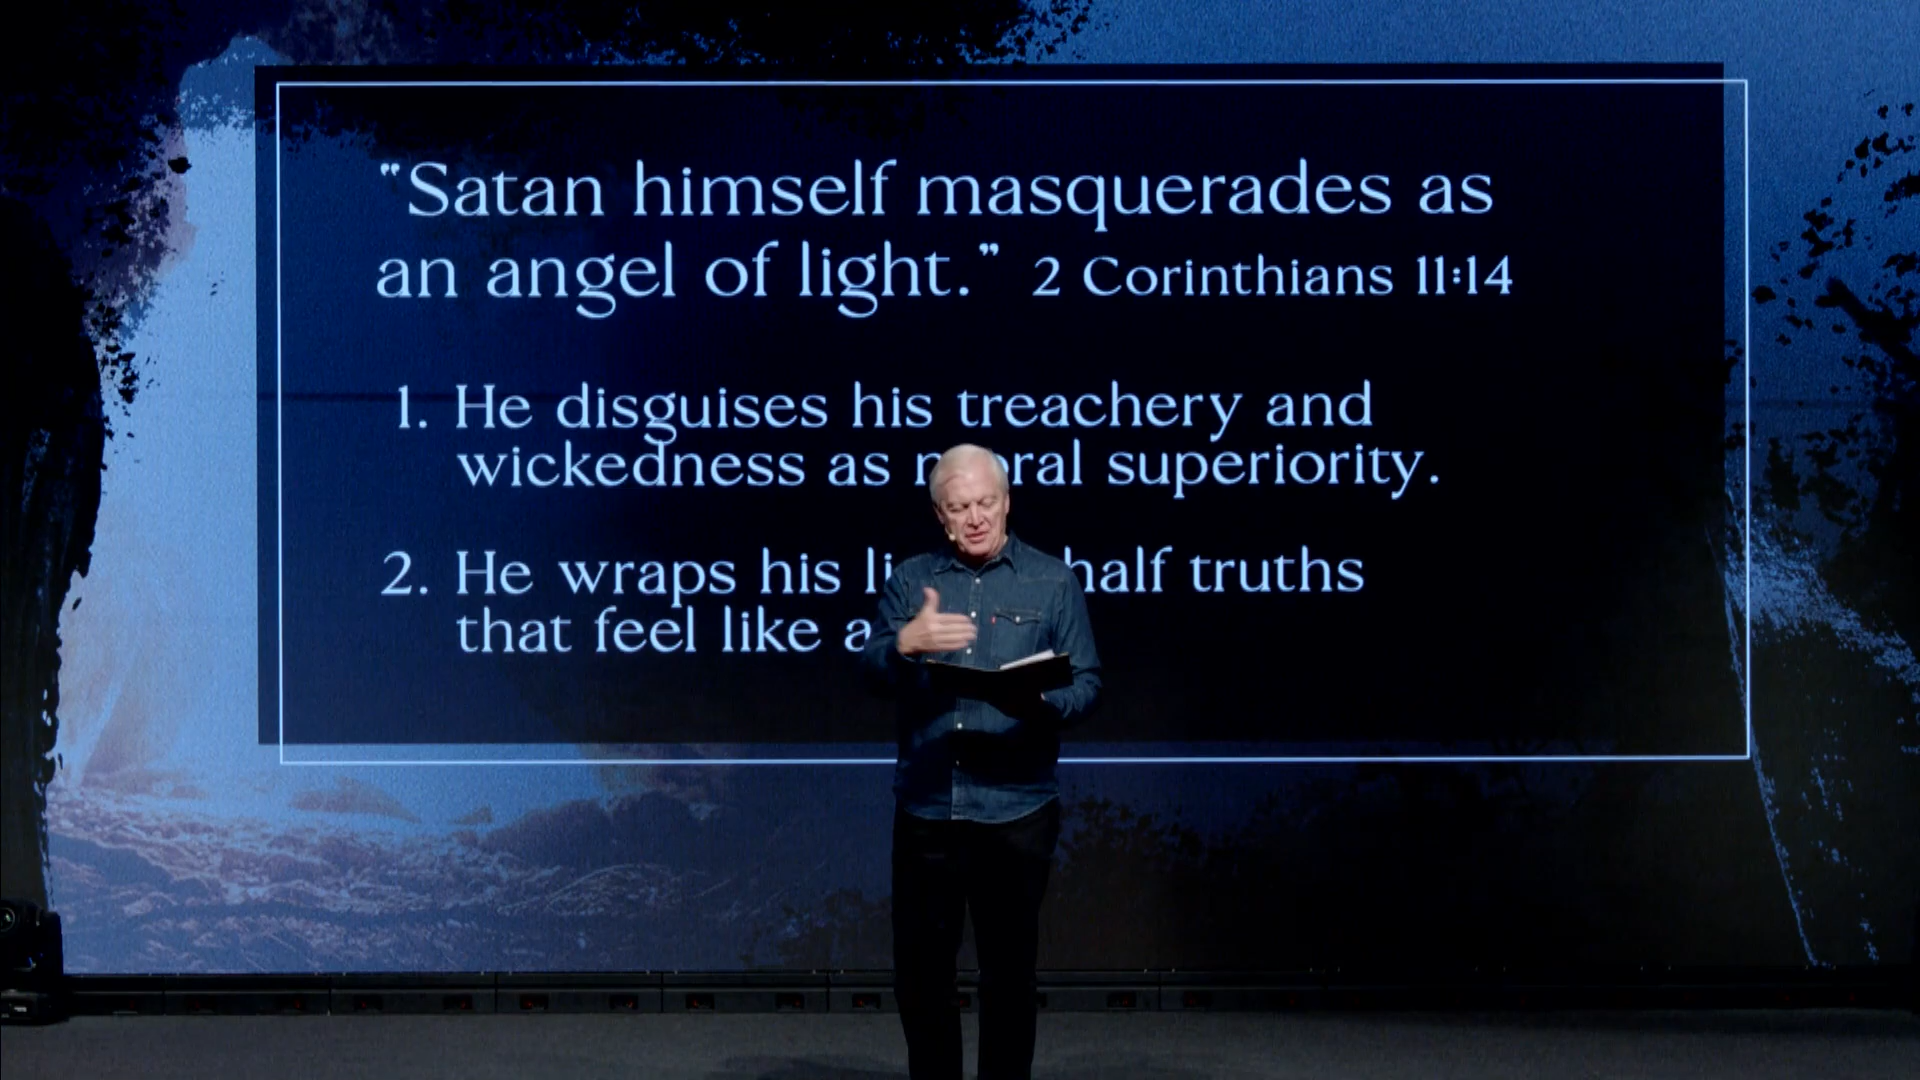 "Satan himself masquerades as
an angel of light." 2 Corinthians 11:14
1. He disguises his treachery and
wickedness as superiority.
2. He wraps his half truths
that feel like